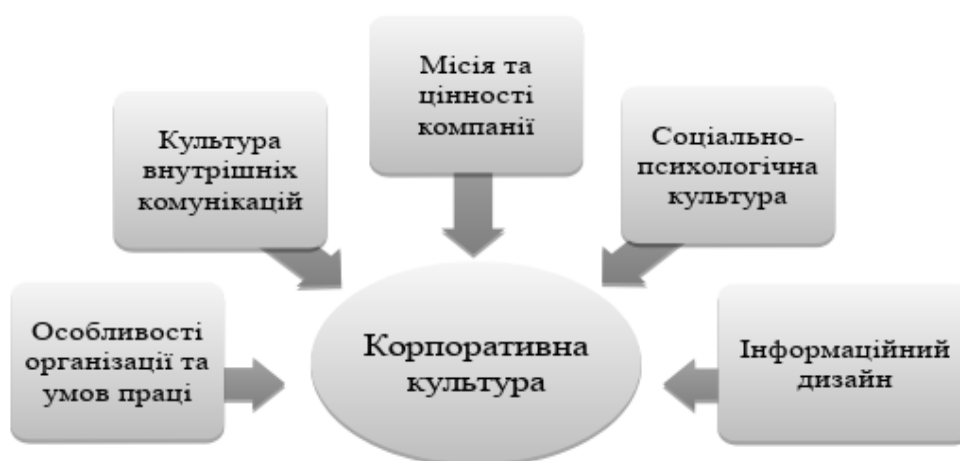 Місія та
цінності
компанії
Культура
внутрішніх
комунікацій
Соціально-
психологічна
культура
Особливості
організації та
умов праці
Корпоративна
культура
Інформаційний
дизайн